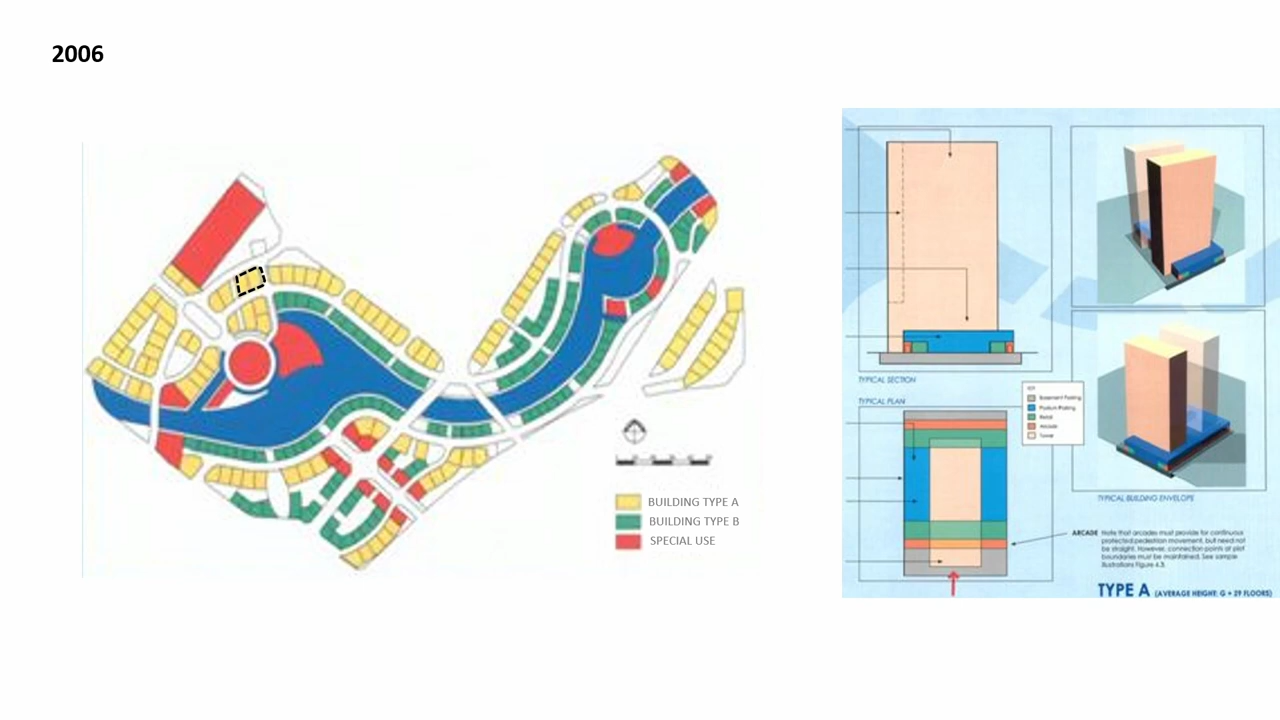 2006
BUILDING TYPE A
BUILDING TYPE B
SPECIAL USE
TYPICAL SECTION
TYPICAL PLAN
KEY
Basement Parking
Podium Parking
Retail
Arcade
Tower
TYPICAL BUILDING ENVELOPE
ARCADE Note that arcades must provide for continuous
protected pedestrian movement, but need not
be straight. However, connection points at plot
boundaries must be maintained. See sample
illustrations Figure 6.3.
TYPE A (AVERAGE HEIGHT: G + 29 FLOORS)